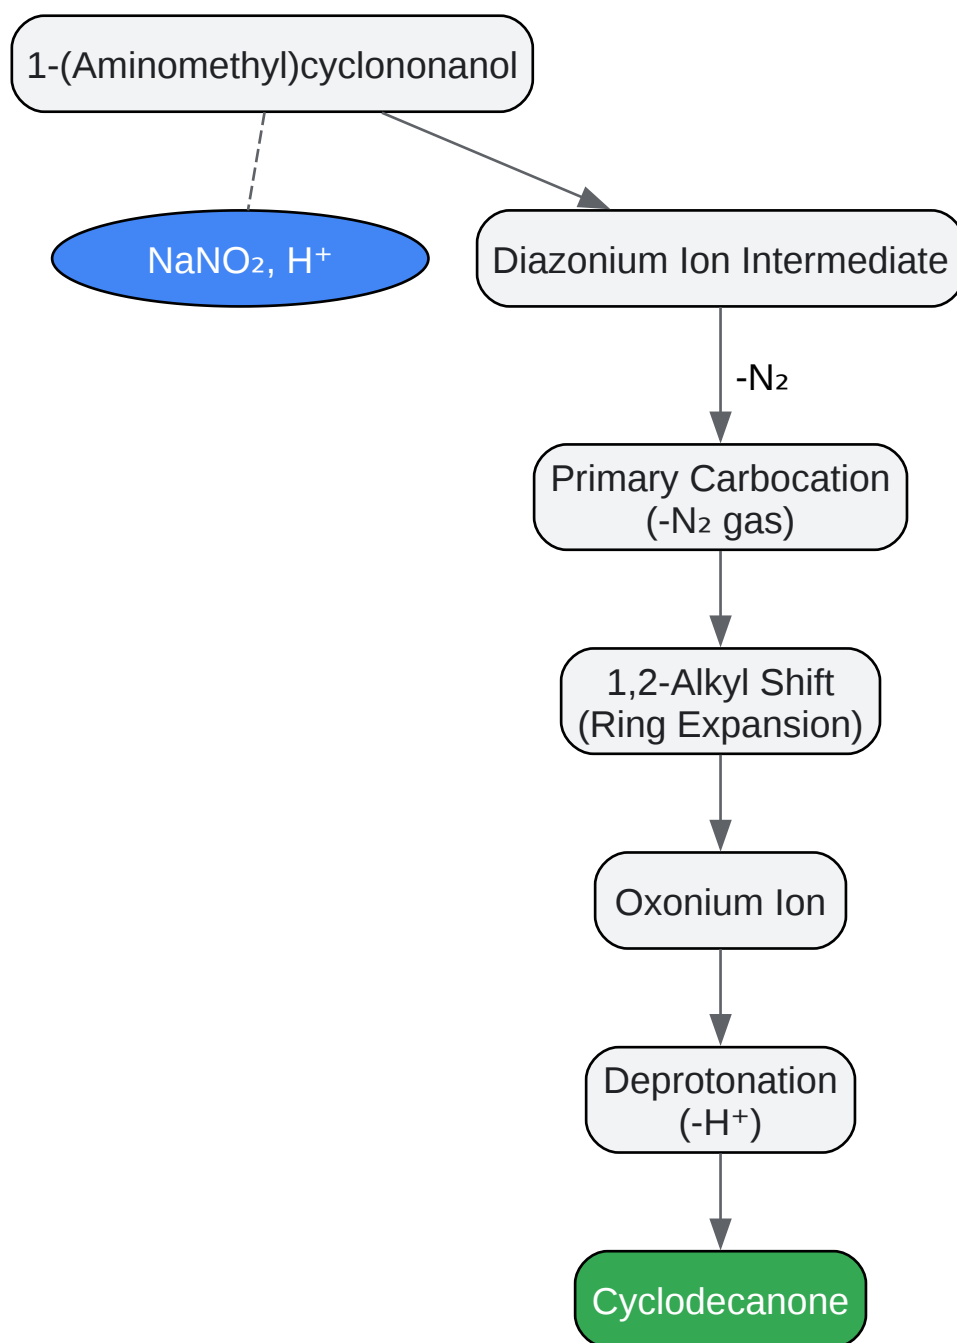 1-(Aminomethyl)cyclononanol
NaNO₂, H⁺
Diazonium Ion Intermediate
-N₂
Primary Carbocation
(-N₂ gas)
1,2-Alkyl Shift
(Ring Expansion)
Oxonium Ion
Deprotonation
(-H⁺)
Cyclodecanone